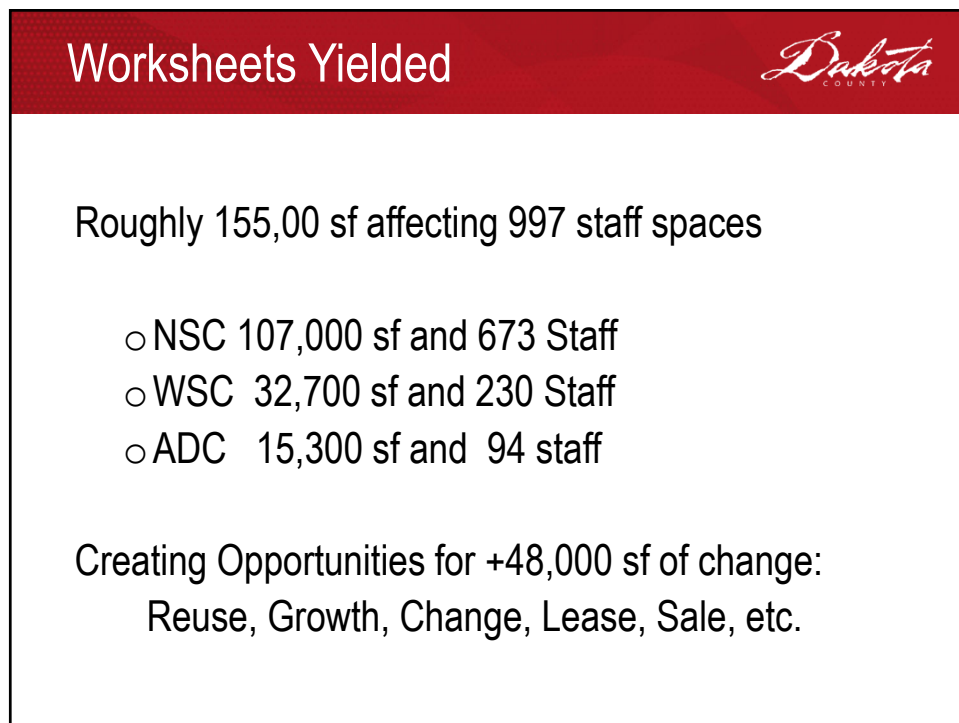 Worksheets Yielded
Dakota
COUNTY
Roughly 155,00 sf affecting 997 staff spaces
o NSC 107,000 sf and 673 Staff
o WSC 32,700 sf and 230 Staff
o ADC 15,300 sf and 94 staff
Creating Opportunities for +48,000 sf of change:
Reuse, Growth, Change, Lease, Sale, etc.